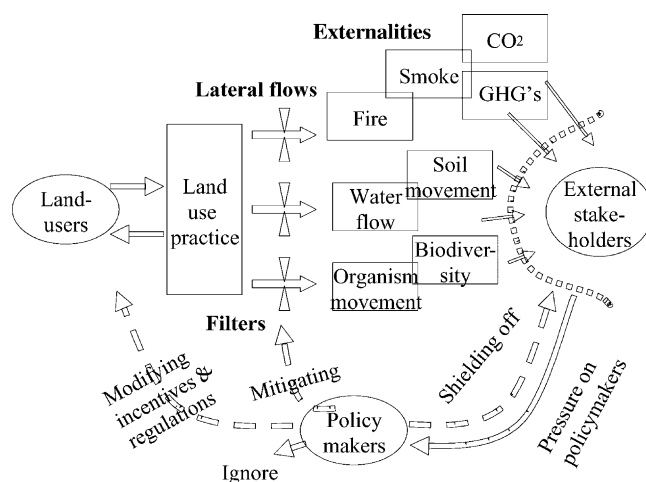 Externalities
CO2
Smoke
GHG's
Lateral flows
Fire
Land-
users
Land
use
practice
Soil
movement
Water
flow
External
stake-
holders
Biodiver-
sity
Organism
movement
Filters
Modifying
incentives &
regulations
Mitigating
Shielding off
Pressure on
policymakers
Policy
makers
Ignore